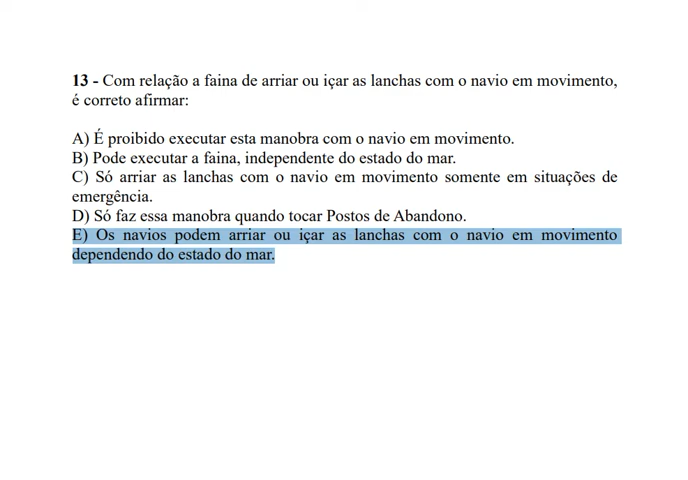 13 - Com relação a faina de arriar ou içar as lanchas com o navio em movimento,
é correto afirmar:
A) É proibido executar esta manobra com o navio em movimento.
B) Pode executar a faina, independente do estado do mar.
C) Só arriar as lanchas com o navio em movimento somente em situações de
emergência.
D) Só faz essa manobra quando tocar Postos de Abandono.
E) Os navios podem arriar ou içar as lanchas com o navio em movimento
dependendo do estado do mar.